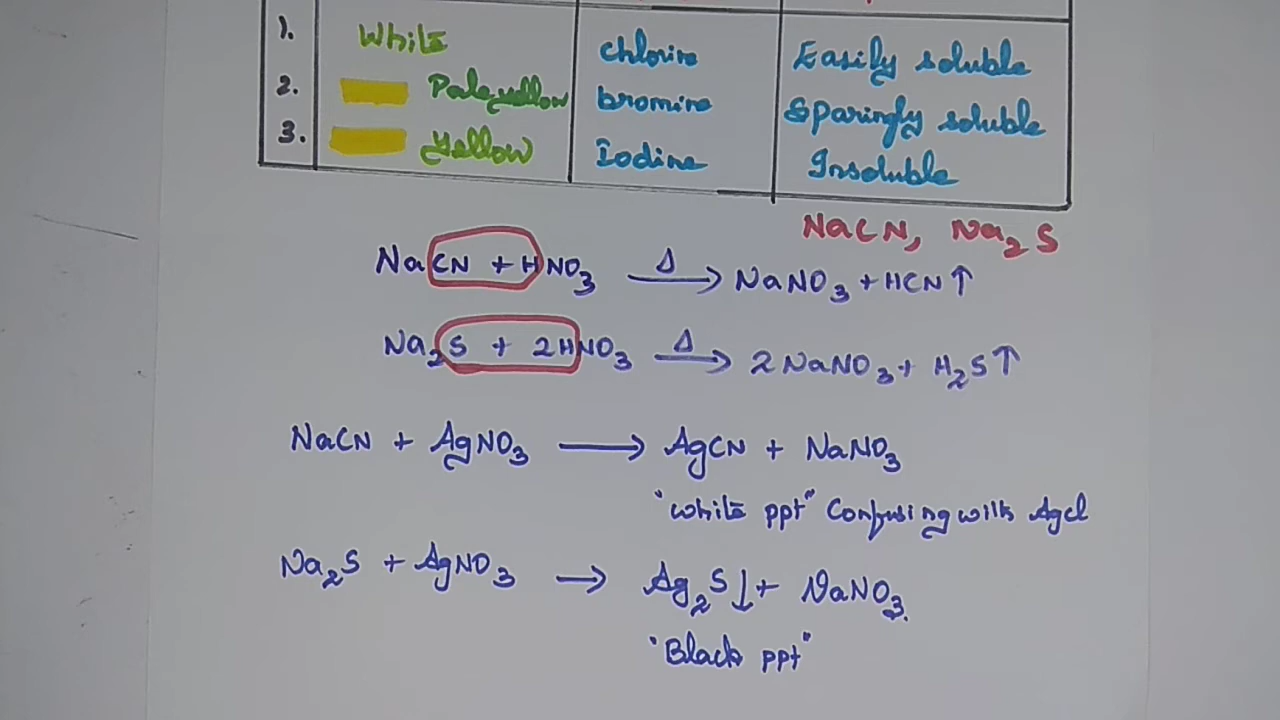 1. White chlorine Easily soluble
2. Pale yellow bromine Sparingly soluble
3. Yellow Iodine Insoluble
NaCN, Na₂S
NaCN + HNO₃ —Δ→ NaNO₃ + HCN↑
Na₂S + 2HNO₃ —Δ→ 2NaNO₃ + H₂S↑
NaCN + AgNO₃ ⟶ AgCN + NaNO₃
"White ppt" Confusing with Agcl
Na₂S + AgNO₃ → Ag₂S↓ + NaNO₃.
"Black ppt"